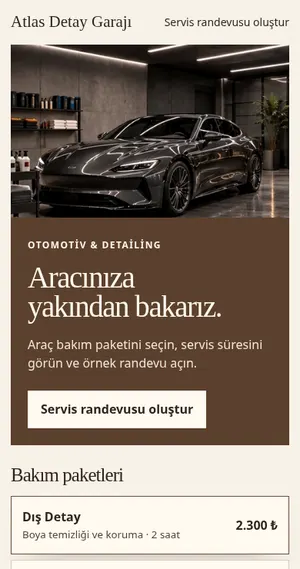 Atlas Detay Garajı
Servis randevusu oluştur
OTOMOTİV & DETAİLİNG
Aracınıza
yakından bakarız.
Araç bakım paketini seçin, servis süresini
görün ve örnek randevu açın.
Servis randevusu oluştur
Bakım paketleri
Dış Detay
Boya temizliği ve koruma · 2 saat
2.300 ₺